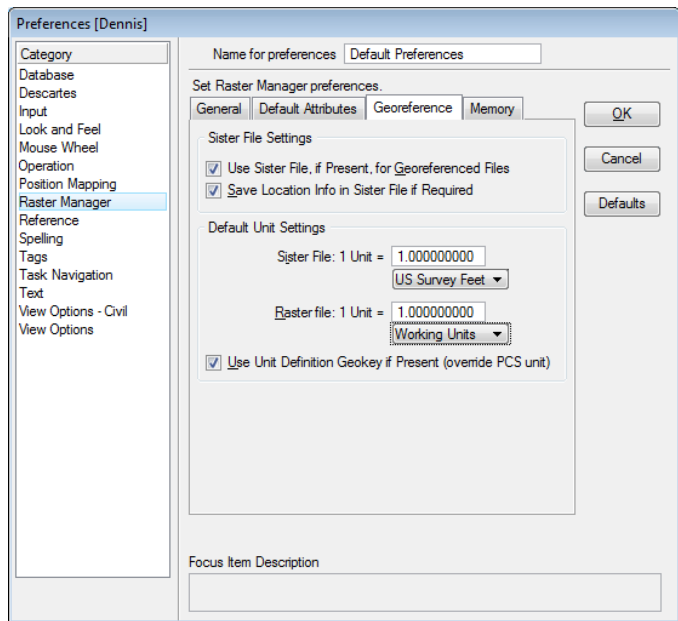 Preferences [Dennis]
Category
Database
Descartes
Input
Look and Feel
Mouse Wheel
Operation
Position Mapping
Raster Manager
Reference
Spelling
Tags
Task Navigation
Text
View Options - Civil
View Options
Name for preferences Default Preferences
Set Raster Manager preferences.
General Default Attributes Georeference Memory
Sister File Settings
Use Sister File, if Present, for Georeferenced Files
Save Location Info in Sister File if Required
Default Unit Settings
Sister File: 1 Unit = 1.000000000
US Survey Feet
Raster file: 1 Unit = 1.000000000
Working Units
Use Unit Definition Geokey if Present (override PCS unit)
OK
Cancel
Defaults
Focus Item Description